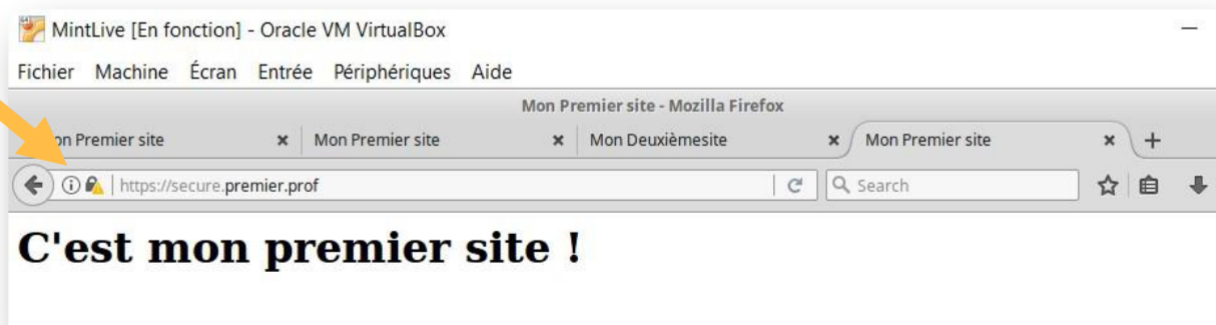 MintLive [En fonction] - Oracle VM VirtualBox
Fichier Machine Écran Entrée Périphériques Aide
Mon Premier site - Mozilla Firefox
on Premier site Mon Premier site Mon Deuxièmesite Mon Premier site
https://secure.premier.prof Search
C'est mon premier site !